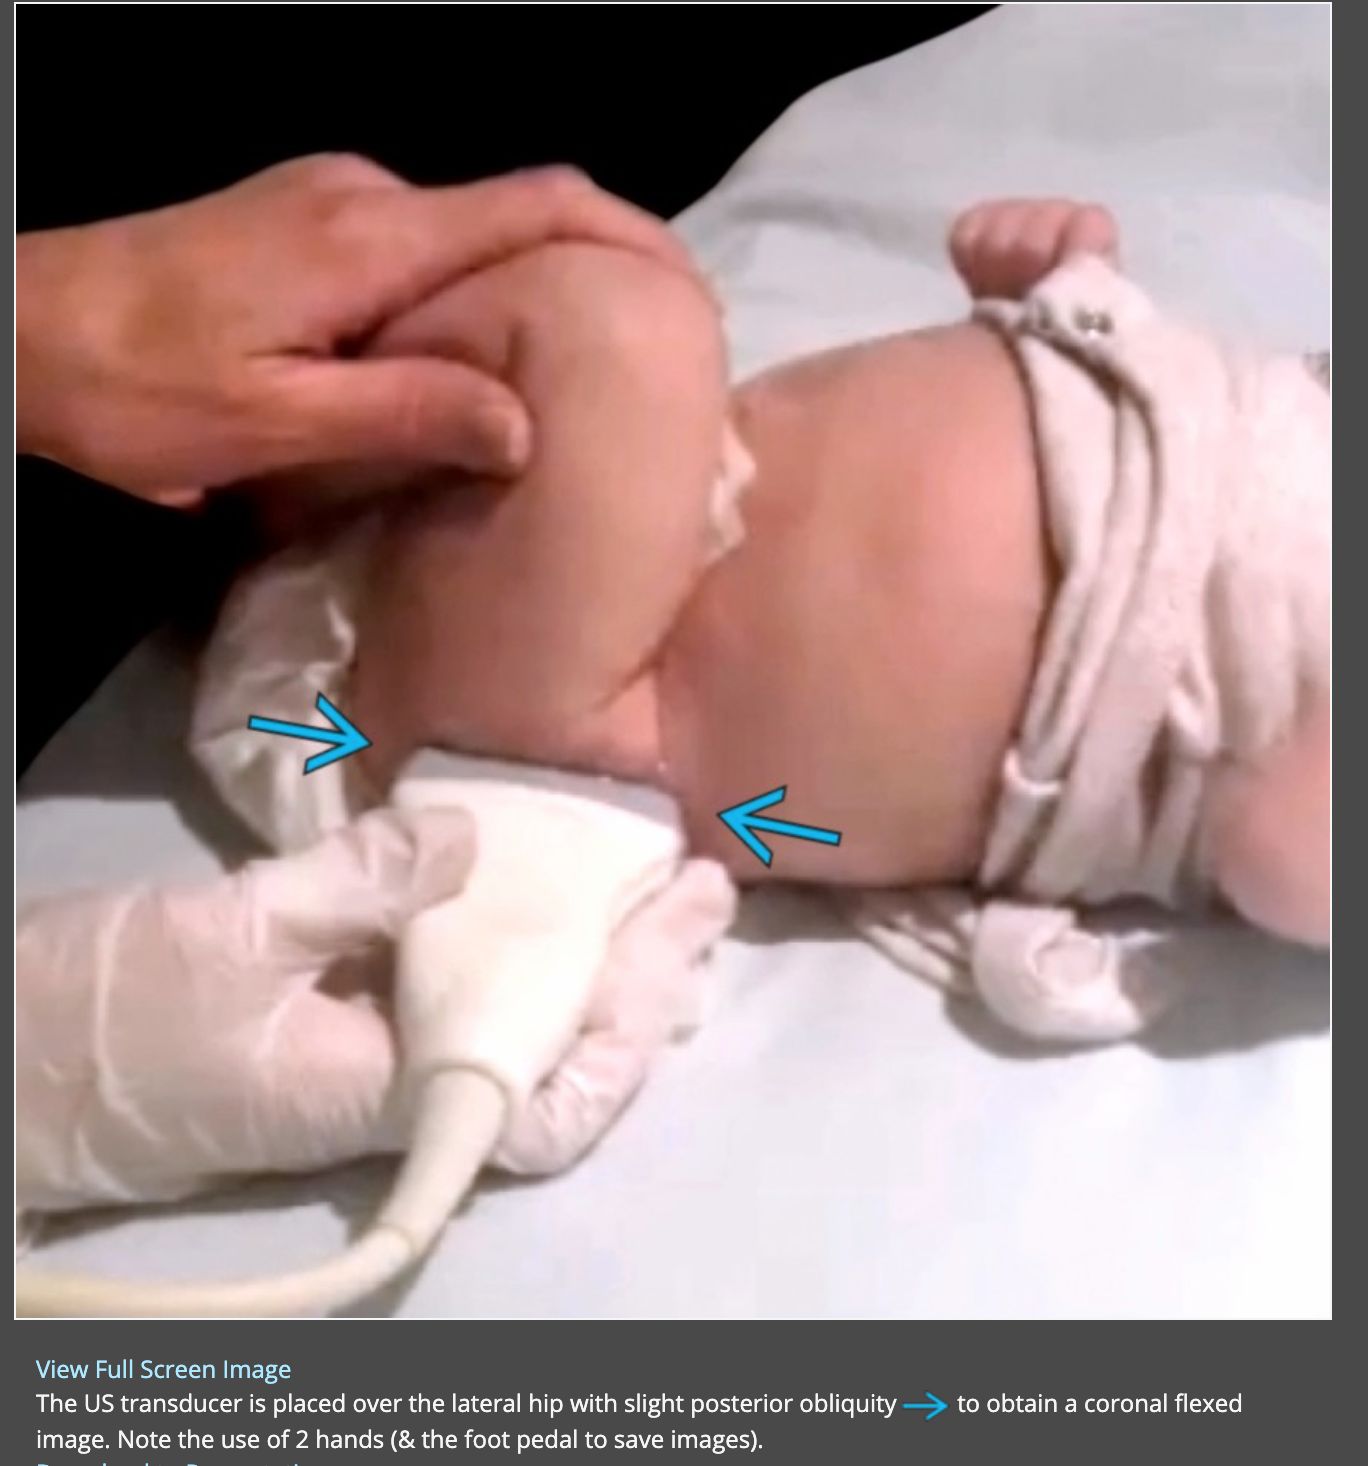 View Full Screen Image
The US transducer is placed over the lateral hip with slight posterior obliquity → to obtain a coronal flexed
image. Note the use of 2 hands (& the foot pedal to save images).